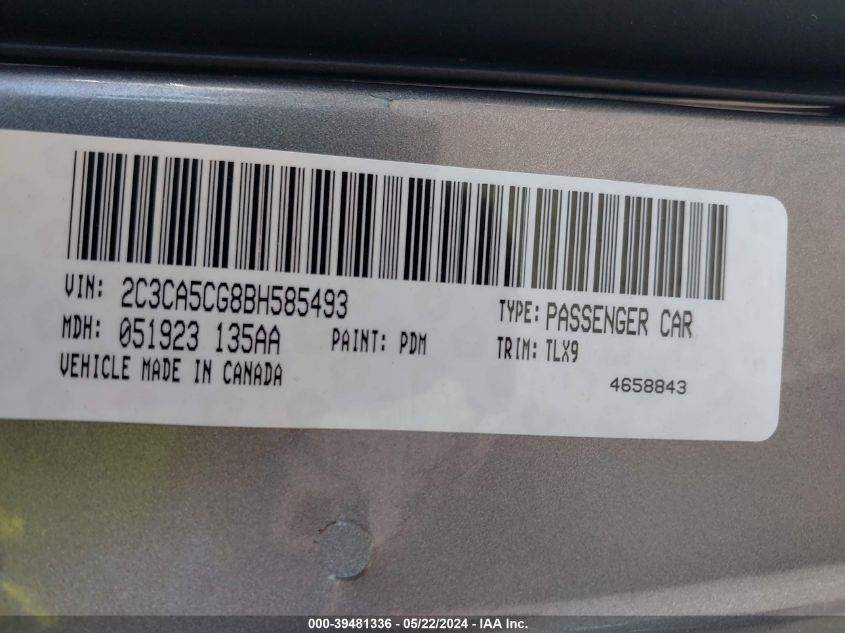 VIN: 2C3CA5CG8BH585493 TYPE: PASSENGER CAR
MDH: 051923 135AA PAINT: PDM TRIM: TLX9
VEHICLE MADE IN CANADA 4658843
000-39481336 - 05/22/2024 - IAA Inc.